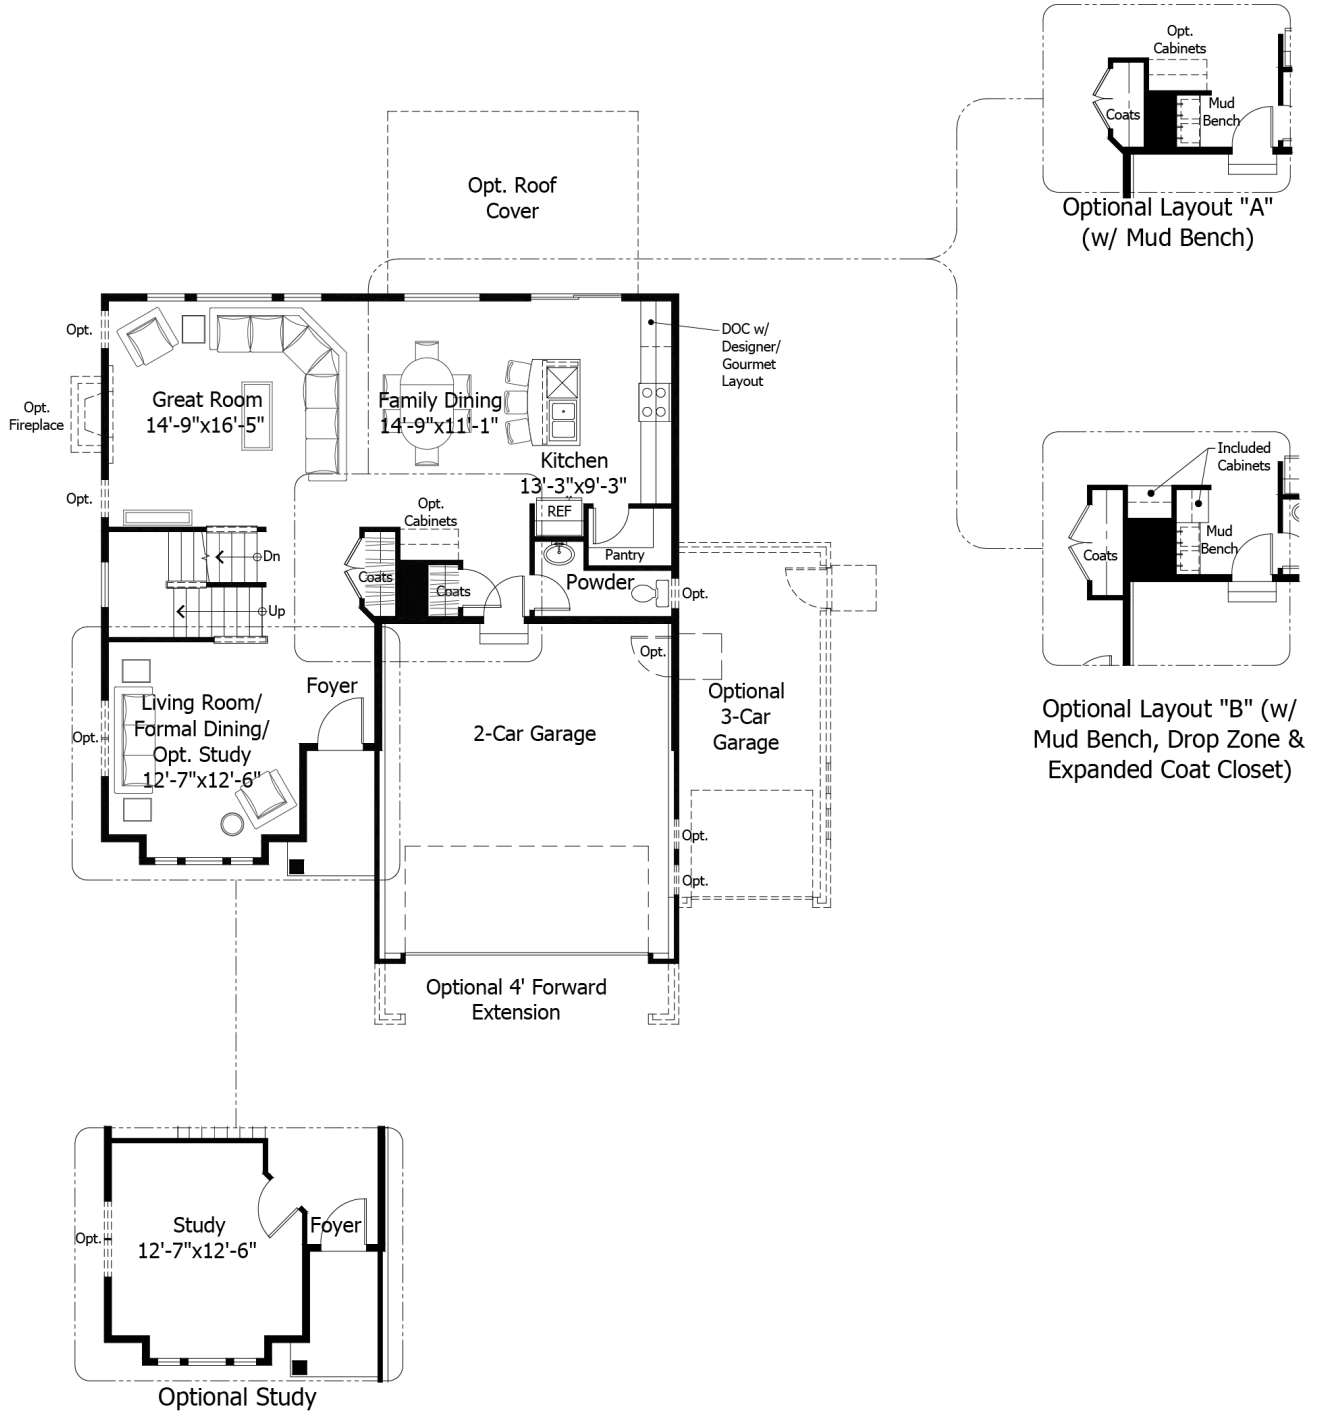 Opt.
Cabinets
Coats
Mud
Bench
Optional Layout "A"
(w/ Mud Bench)
Opt. Roof
Cover
Opt.
DOC w/
Designer/
Gourmet
Layout
Great Room
14'-9"x16'-5"
Family Dining
14'-9"x11'-1"
Opt.
Fireplace
Kitchen
13'-3"x9'-3"
Opt.
Opt.
Cabinets
REF
Pantry
Dn
Coats
Coats
Powder
Opt.
Up
Included
Cabinets
Mud
Bench
Coats
Opt.
Foyer
Living Room/
Formal Dining/
Opt. Study
12'-7"x12'-6"
Opt.
2-Car Garage
Optional
3-Car
Garage
Optional Layout "B" (w/
Mud Bench, Drop Zone &
Expanded Coat Closet)
Opt.
Opt.
Optional 4' Forward
Extension
Study
12'-7"x12'-6"
Foyer
Opt.
Optional Study